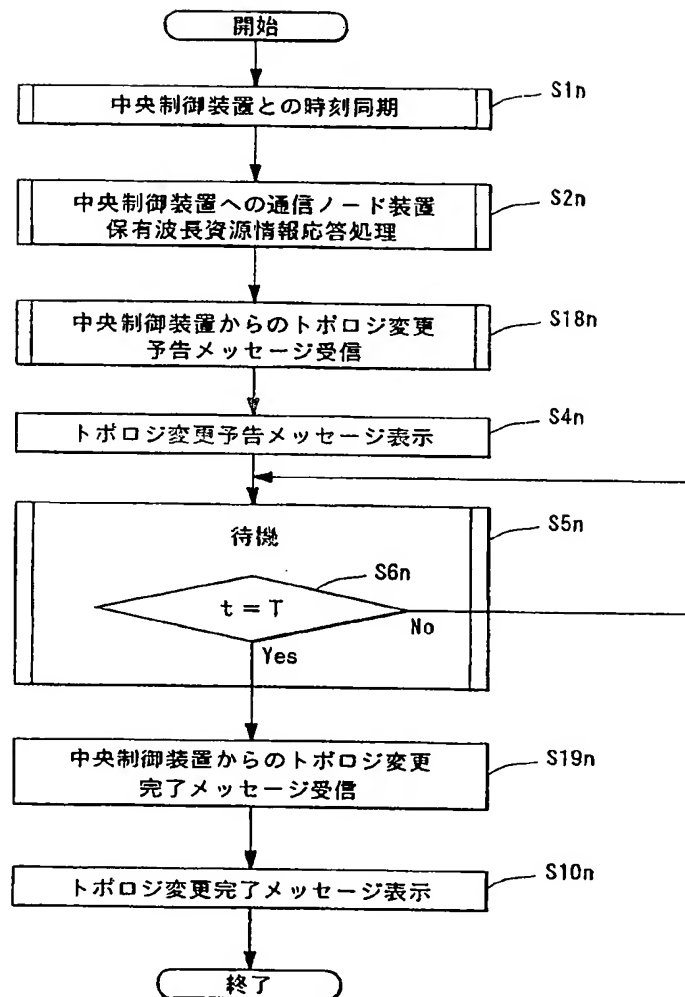 開始
中央制御装置との時刻同期
S1n
中央制御装置への通信ノード装置
保有波長資源情報応答処理
S2n
中央制御装置からのトポロジ変更
予告メッセージ受信
S18n
トポロジ変更予告メッセージ表示
S4n
待機
S5n
S6n
t = T
No
Yes
中央制御装置からのトポロジ変更
完了メッセージ受信
S19n
トポロジ変更完了メッセージ表示
S10n
終了